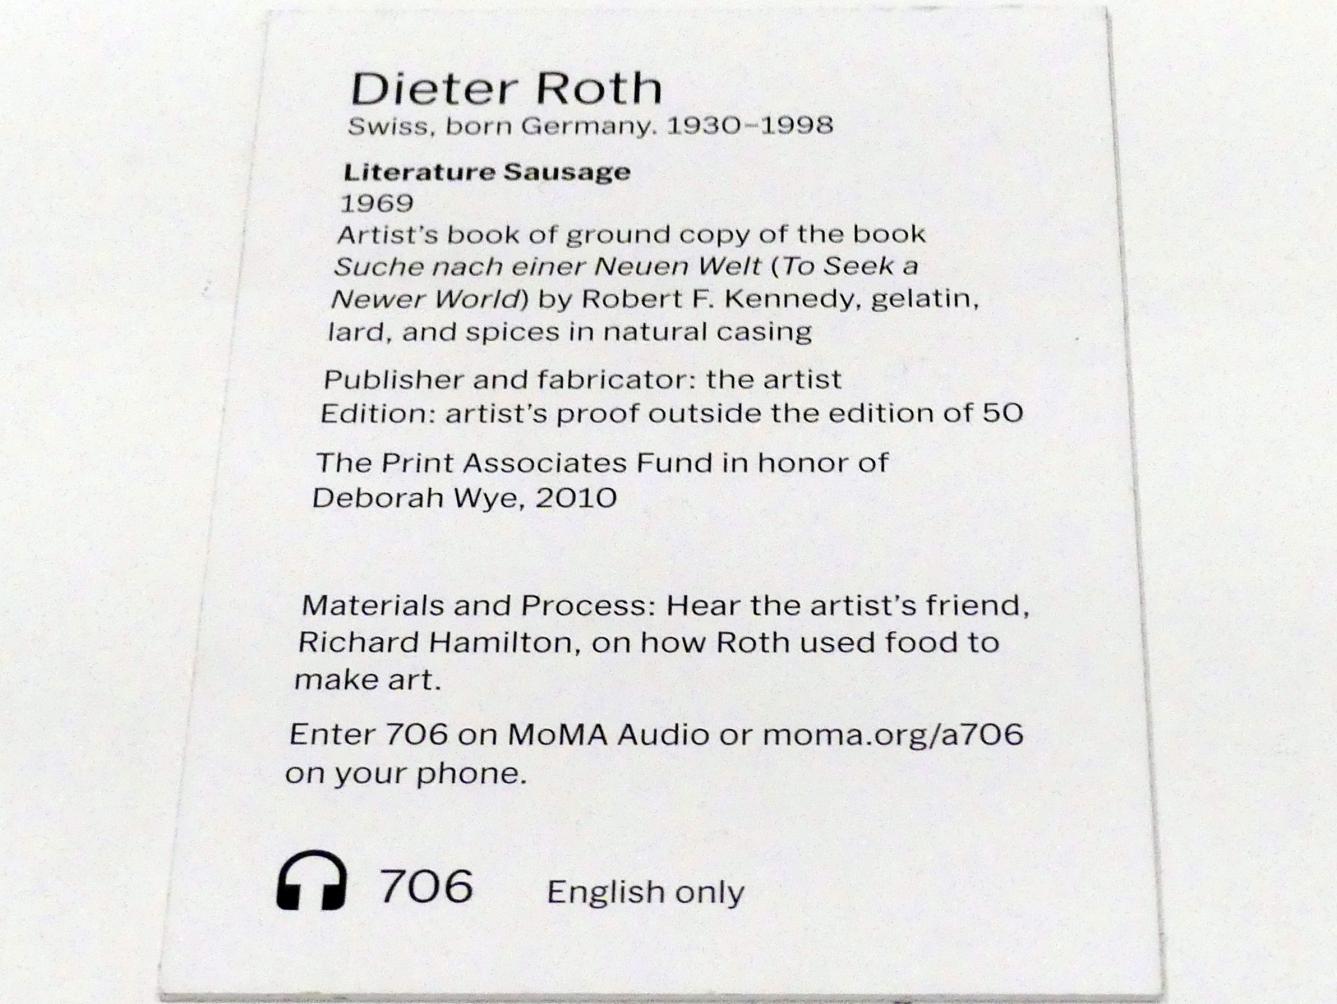 Dieter Roth
Swiss, born Germany. 1930–1998
Literature Sausage
1969
Artist's book of ground copy of the book
Suche nach einer Neuen Welt (To Seek a
Newer World) by Robert F. Kennedy, gelatin,
lard, and spices in natural casing
Publisher and fabricator: the artist
Edition: artist's proof outside the edition of 50
The Print Associates Fund in honor of
Deborah Wye, 2010
Materials and Process: Hear the artist's friend,
Richard Hamilton, on how Roth used food to
make art.
Enter 706 on MoMA Audio or moma.org/a706
on your phone.
706 English only